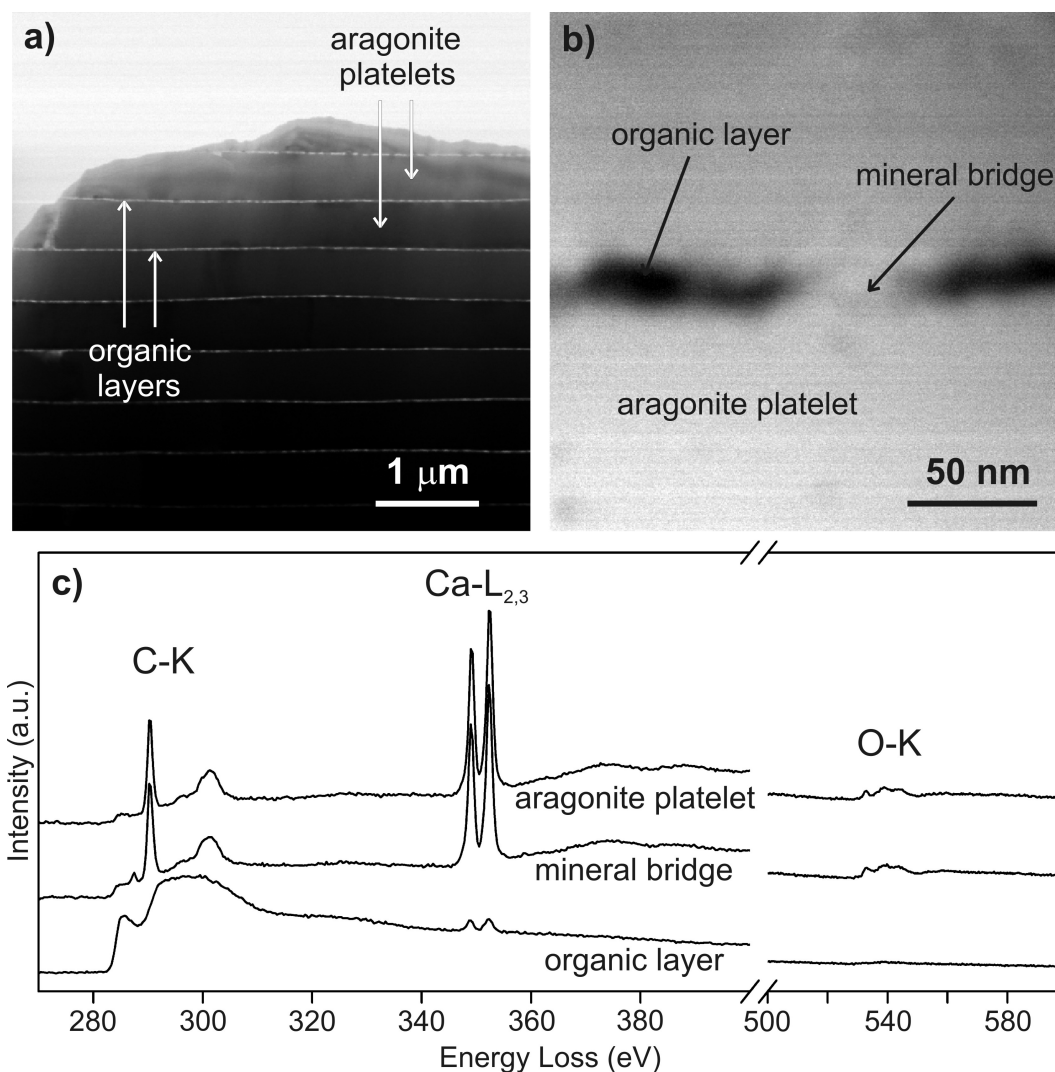 a)
aragonite
platelets
organic
layers
1 μm
b)
organic layer
mineral bridge
aragonite platelet
50 nm
c)
Ca-L2,3
C-K
O-K
aragonite platelet
mineral bridge
organic layer
Intensity (a.u.)
280 300 320 340 360 380 500 540 580
Energy Loss (eV)